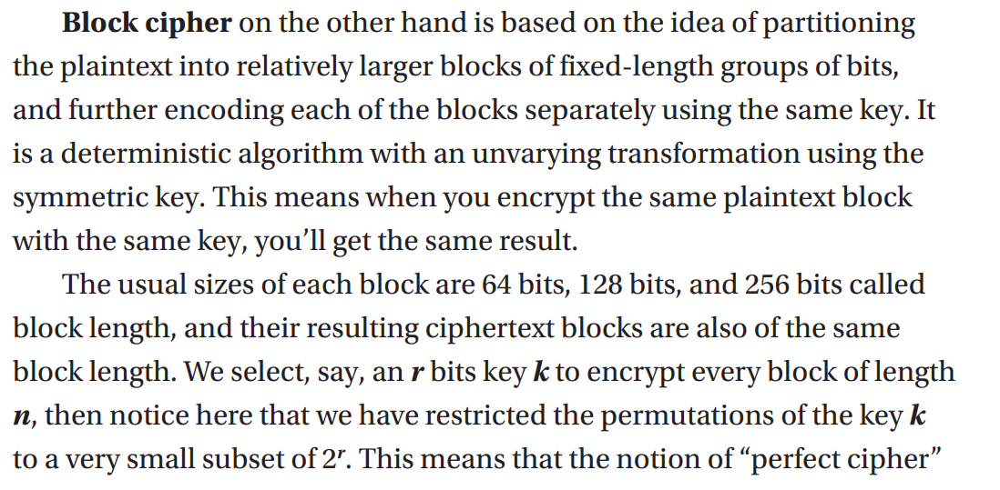 Block cipher on the other hand is based on the idea of partitioning
the plaintext into relatively larger blocks of fixed-length groups of bits,
and further encoding each of the blocks separately using the same key. It
is a deterministic algorithm with an unvarying transformation using the
symmetric key. This means when you encrypt the same plaintext block
with the same key, you’ll get the same result.
The usual sizes of each block are 64 bits, 128 bits, and 256 bits called
block length, and their resulting ciphertext blocks are also of the same
block length. We select, say, an r bits key k to encrypt every block of length
n, then notice here that we have restricted the permutations of the key k
to a very small subset of 2ʳ. This means that the notion of “perfect cipher”